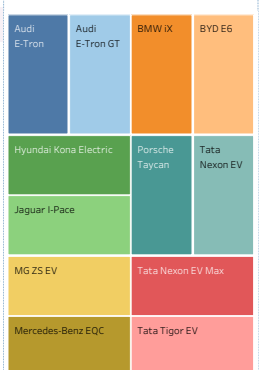 Audi
E-Tron
Audi
E-Tron GT
BMW iX
BYD E6
Hyundai Kona Electric
Porsche
Taycan
Tata
Nexon EV
Jaguar I-Pace
MG ZS EV
Tata Nexon EV Max
Mercedes-Benz EQC
Tata Tigor EV